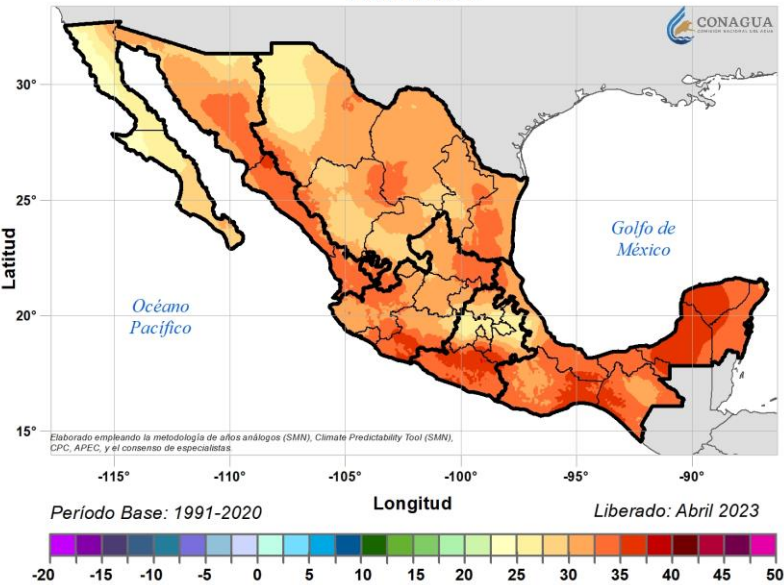 CONAGUA
COMISIÓN NACIONAL DEL AGUA
30°
25°
20°
15°
Latitud
Golfo de
México
Océano
Pacífico
Elaborado empleando la metodología de años análogos (SMN), Climate Predictability Tool (SMN),
CPC, APEC, y el consenso de especialistas.
-115° -110° -105° -100° -95° -90°
Longitud
Período Base: 1991-2020
Liberado: Abril 2023
-20 -15 -10 -5 0 5 10 15 20 25 30 35 40 45 50